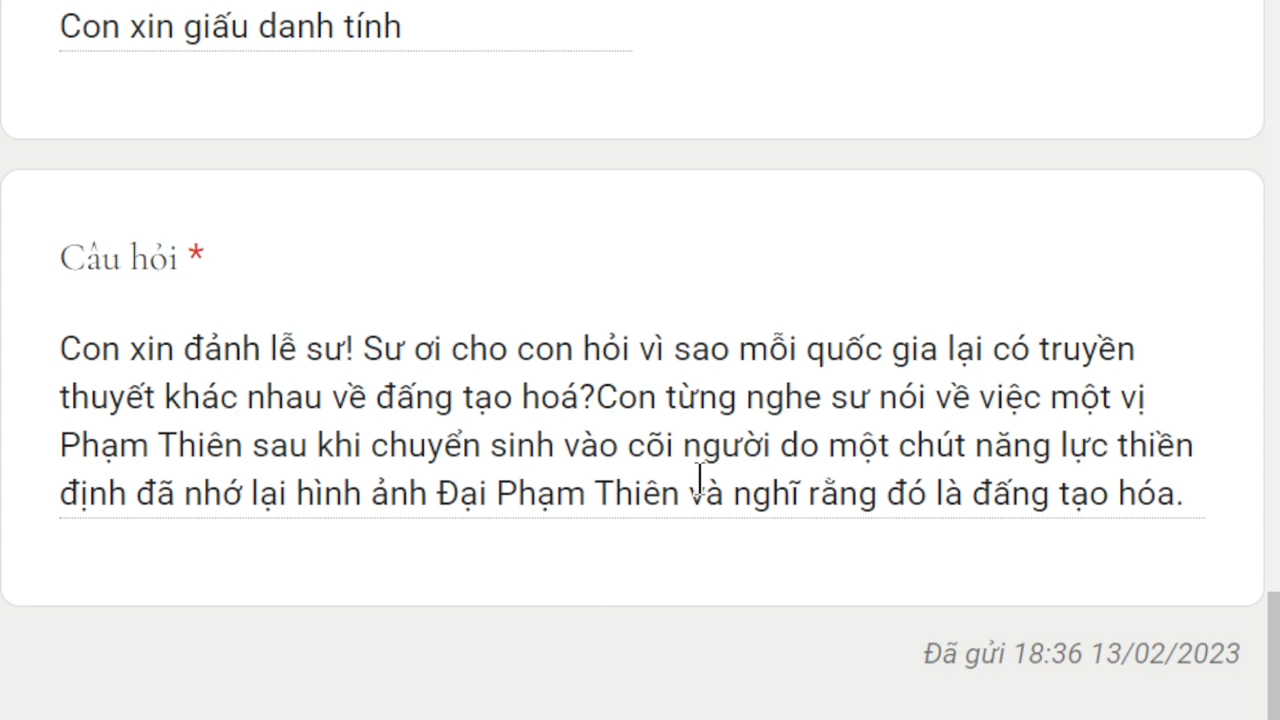 Con xin giấu danh tính
Câu hỏi *
Con xin đảnh lễ sư! Sư ơi cho con hỏi vì sao mỗi quốc gia lại có truyền
thuyết khác nhau về đấng tạo hoá?Con từng nghe sư nói về việc một vị
Phạm Thiên sau khi chuyển sinh vào cõi người do một chút năng lực thiền
định đã nhớ lại hình ảnh Đại Phạm Thiên và nghĩ rằng đó là đấng tạo hóa.
Đã gửi 18:36 13/02/2023